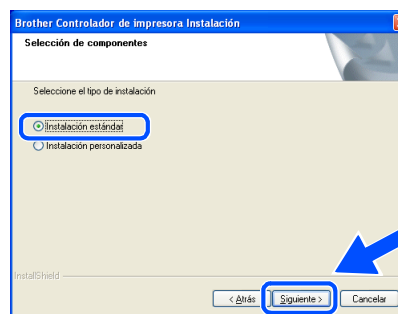 Brother Controlador de impresora Instalación
Selección de componentes
Seleccione el tipo de instalación
Instalación estándar
Instalación personalizada
InstallShield
< Atrás Siguiente > Cancelar